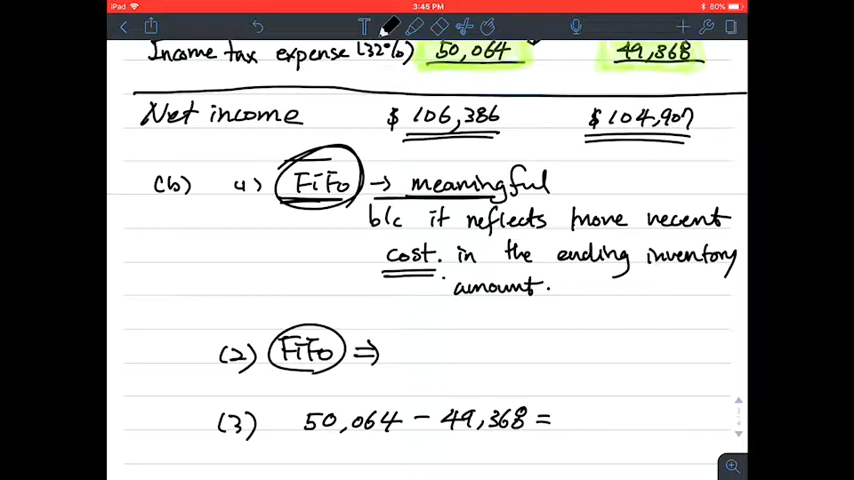 iPad 3:45 PM 80%
Income tax expense (32%) 50,064 49,368
Net income $ 106,386 $ 104,907
(b) (1) FiFo → meaningful
b/c it reflects more recent
cost. in the ending inventory
amount.
(2) FiFo ⇒
(3) 50,064 - 49,368 =